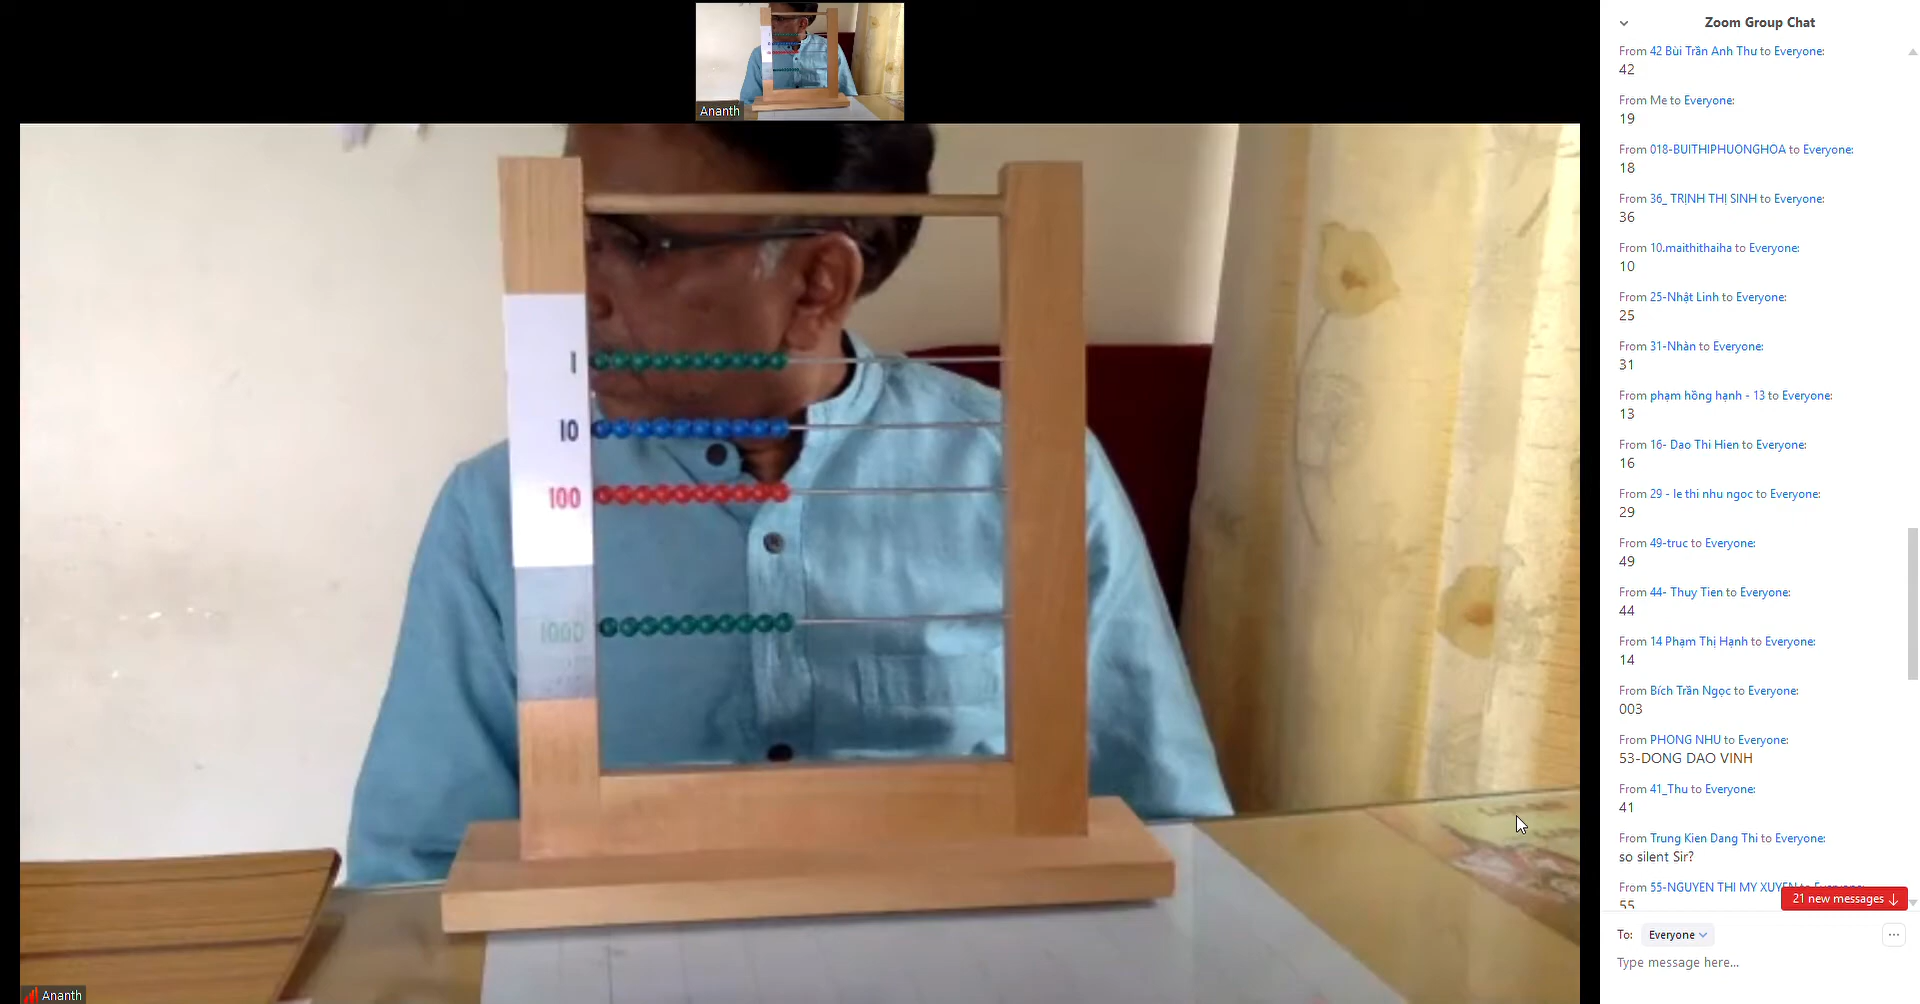 Ananth
1
10
100
1000
Ananth
Zoom Group Chat
From 42 Bùi Trần Anh Thư to Everyone:
42
From Me to Everyone:
19
From 018-BUITHIPHUONGHOA to Everyone:
18
From 36_ TRỊNH THỊ SINH to Everyone:
36
From 10.maithithaiha to Everyone:
10
From 25-Nhật Linh to Everyone:
25
From 31-Nhàn to Everyone:
31
From phạm hồng hạnh - 13 to Everyone:
13
From 16- Dao Thi Hien to Everyone:
16
From 29 - le thi nhu ngoc to Everyone:
29
From 49-truc to Everyone:
49
From 44- Thuy Tien to Everyone:
44
From 14 Phạm Thị Hạnh to Everyone:
14
From Bích Trần Ngọc to Everyone:
003
From PHONG NHU to Everyone:
53-DONG DAO VINH
From 41_Thu to Everyone:
41
From Trung Kien Dang Thi to Everyone:
so silent Sir?
From 55-NGUYEN THI MY XUYEN to Everyone:
55
21 new messages ↓
To: Everyone
...
Type message here...